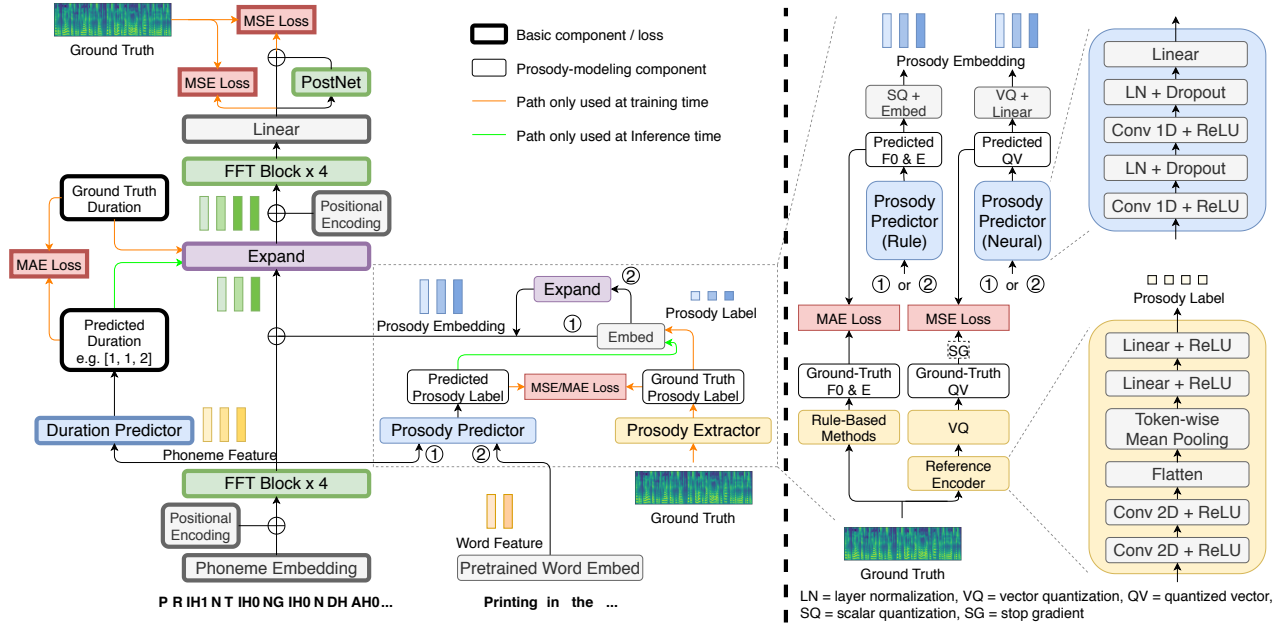 MSE Loss
Ground Truth
MSE Loss
PostNet
Linear
FFT Block x 4
Ground Truth
Duration
Positional
Encoding
MAE Loss
Expand
Predicted
Duration
e.g. [1, 1, 2]
Duration Predictor
Phoneme Feature
FFT Block x 4
Positional
Encoding
Phoneme Embedding
P R IH1 N T IH0 NG IH0 N DH AH0...
Basic component / loss
Prosody-modeling component
Path only used at training time
Path only used at Inference time
Expand
②
Prosody Embedding
①
Embed
Prosody Label
Predicted
Prosody Label
MSE/MAE Loss
Ground Truth
Prosody Label
Prosody Predictor
Prosody Extractor
①
②
Ground Truth
Word Feature
Pretrained Word Embed
Printing in the ...
Prosody Embedding
SQ +
Embed
VQ +
Linear
Predicted
F0 & E
Predicted
QV
Prosody
Predictor
(Rule)
Prosody
Predictor
(Neural)
① or ②
① or ②
MAE Loss
MSE Loss
SG
Ground-Truth
F0 & E
Ground-Truth
QV
Rule-Based
Methods
VQ
Reference
Encoder
Ground Truth
Linear
LN + Dropout
Conv 1D + ReLU
LN + Dropout
Conv 1D + ReLU
Prosody Label
Linear + ReLU
Linear + ReLU
Token-wise
Mean Pooling
Flatten
Conv 2D + ReLU
Conv 2D + ReLU
LN = layer normalization, VQ = vector quantization, QV = quantized vector,
SQ = scalar quantization, SG = stop gradient